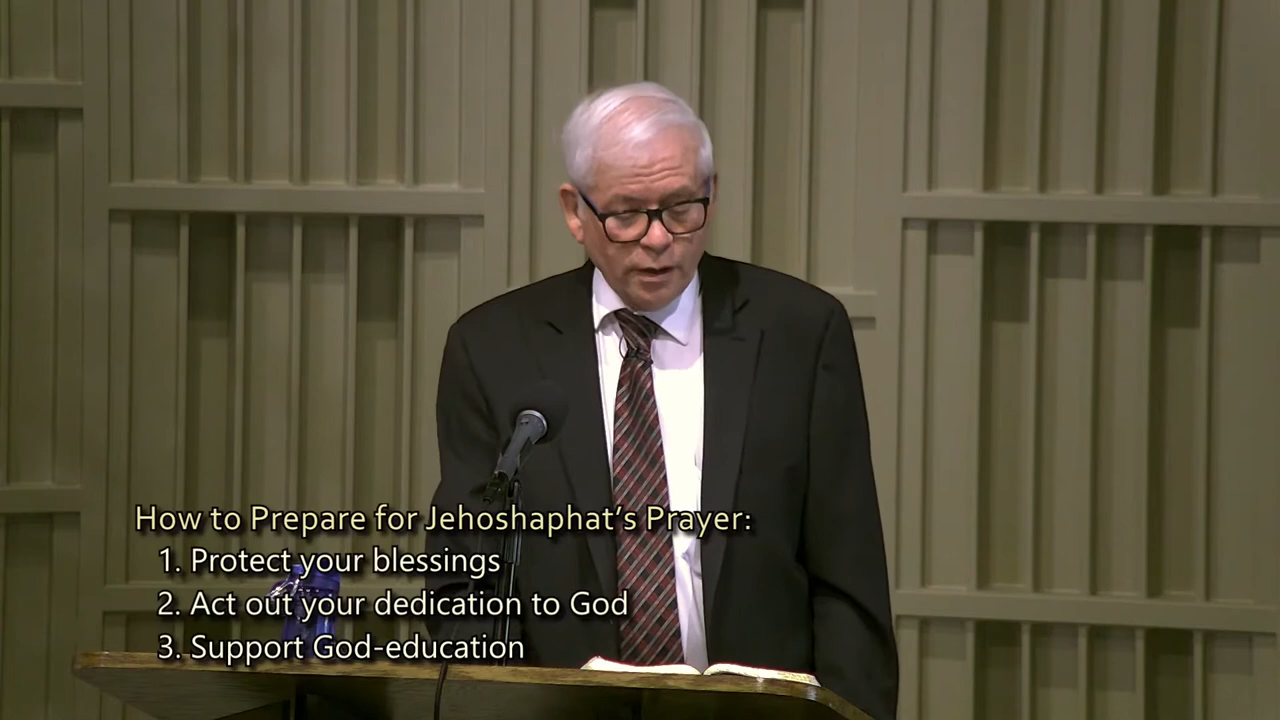 How to Prepare for Jehoshaphat's Prayer:
1. Protect your blessings
2. Act out your dedication to God
3. Support God-education